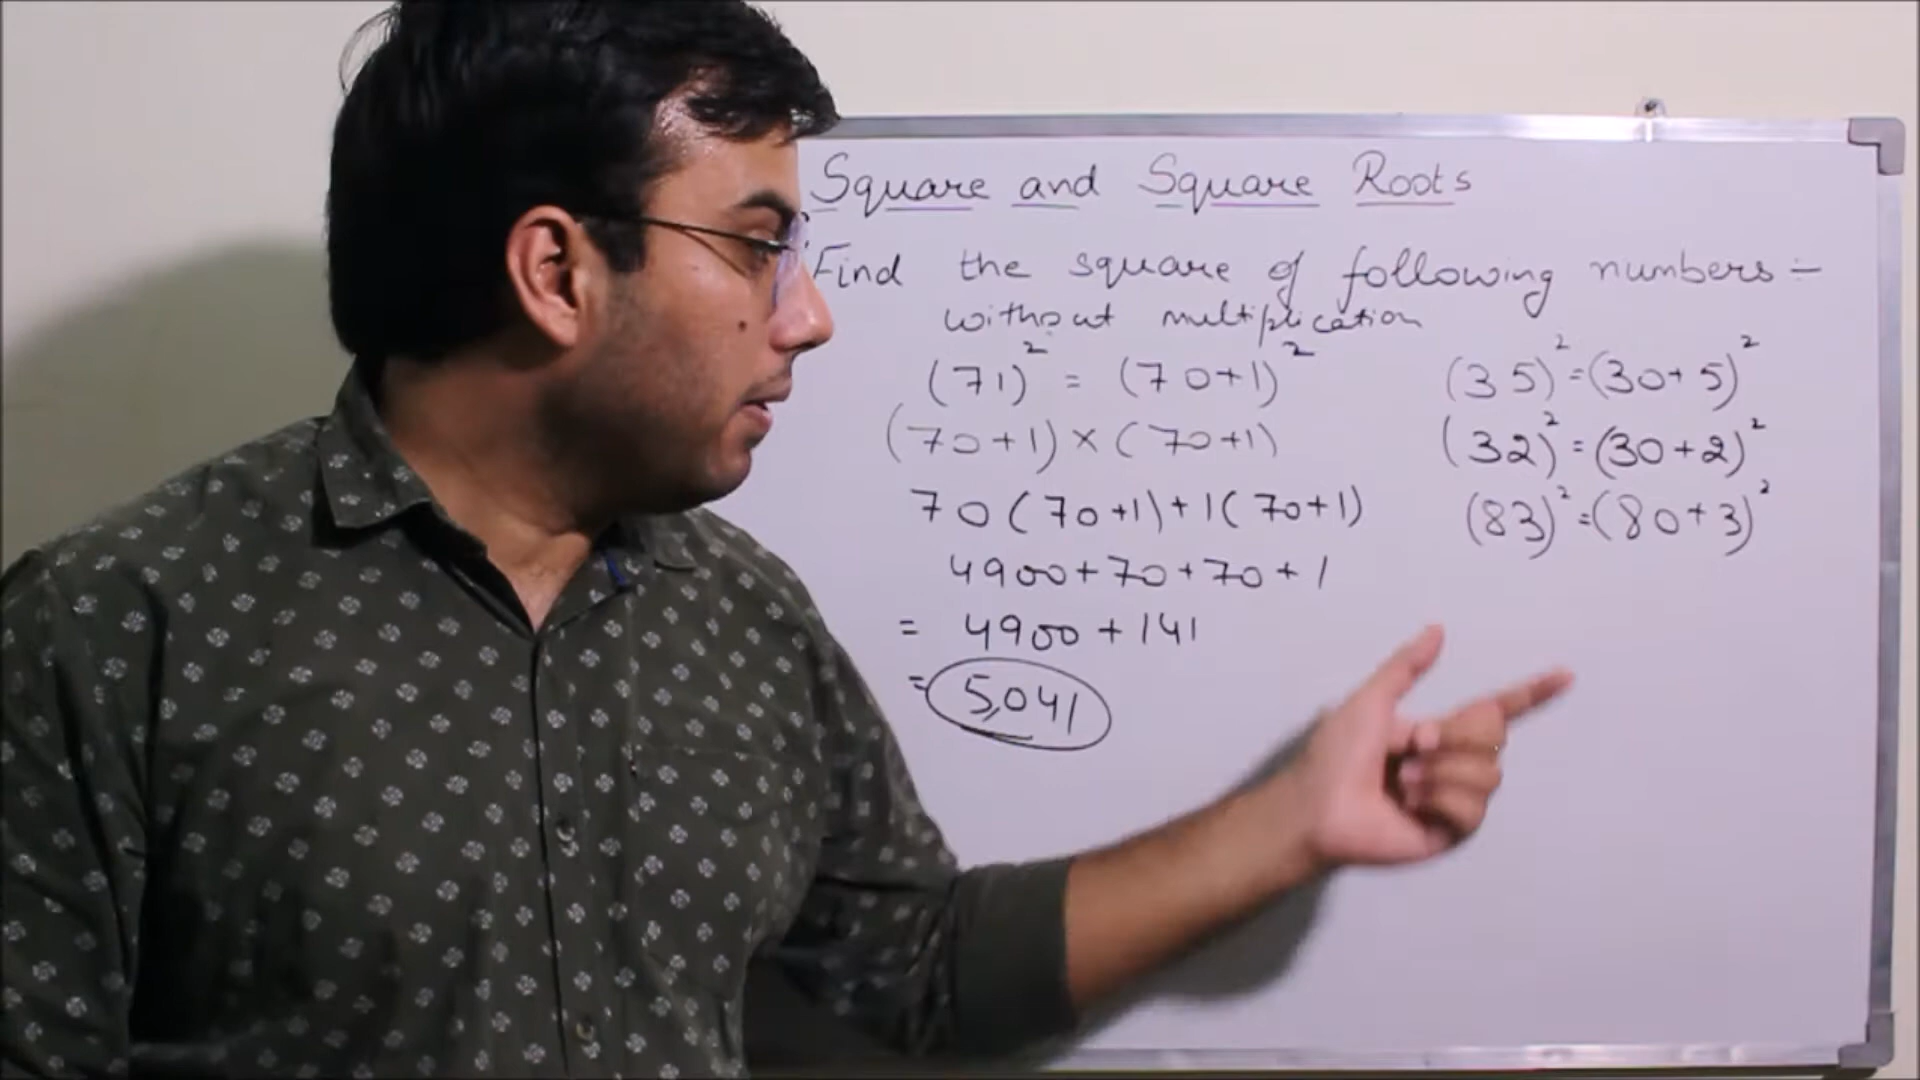 Square and Square Roots
Find the square of following numbers :-
without multiplication
(71)² = (70+1)²
(70+1) × (70+1)
70(70+1)+1(70+1)
4900+70+70+1
= 4900+141
= 5,041
(35)²=(30+5)²
(32)²=(30+2)²
(83)²=(80+3)²